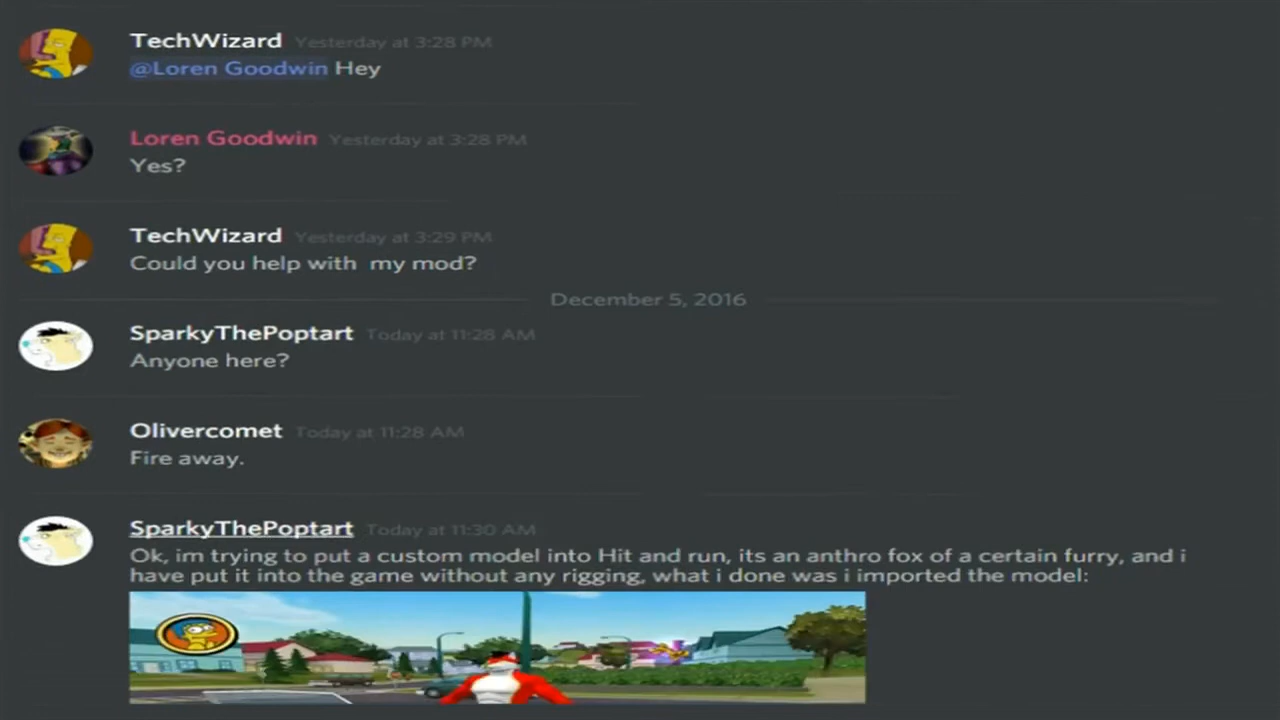 TechWizard Yesterday at 3:28 PM
@Loren Goodwin Hey
Loren Goodwin Yesterday at 3:28 PM
Yes?
TechWizard Yesterday at 3:29 PM
Could you help with  my mod?
December 5, 2016
SparkyThePoptart Today at 11:28 AM
Anyone here?
Olivercomet Today at 11:28 AM
Fire away.
SparkyThePoptart Today at 11:30 AM
Ok, im trying to put a custom model into Hit and run, its an anthro fox of a certain furry, and i
have put it into the game without any rigging, what i done was i imported the model: